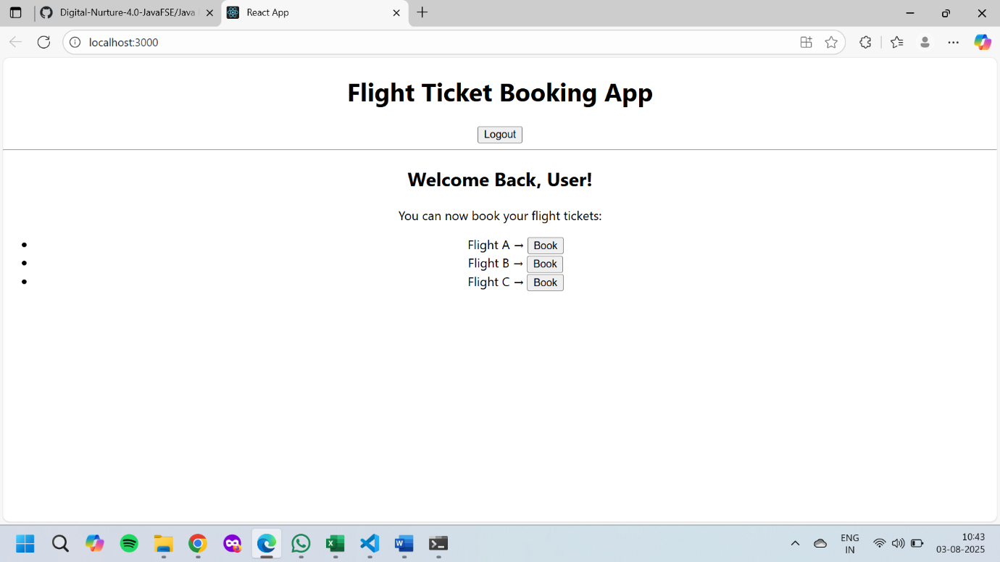 Digital-Nurture-4.0-JavaFSE/Java
React App
localhost:3000
Flight Ticket Booking App
Logout
Welcome Back, User!
You can now book your flight tickets:
• Flight A → Book
• Flight B → Book
• Flight C → Book
ENG
IN
10:43
03-08-2025